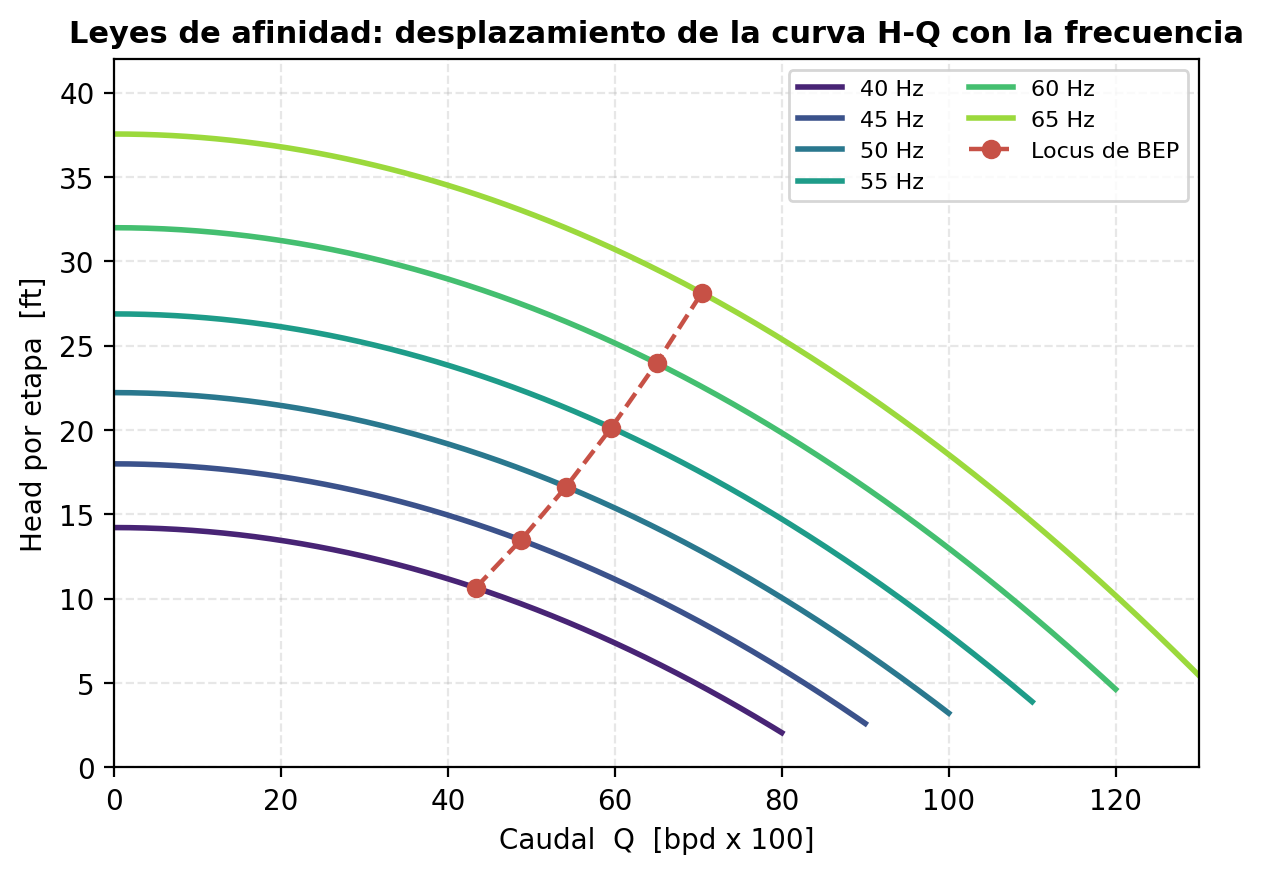 Leyes de afinidad: desplazamiento de la curva H-Q con la frecuencia
40 Hz
45 Hz
50 Hz
55 Hz
60 Hz
65 Hz
Locus de BEP
Head por etapa [ft]
40
35
30
25
20
15
10
5
0
0 20 40 60 80 100 120
Caudal Q [bpd x 100]